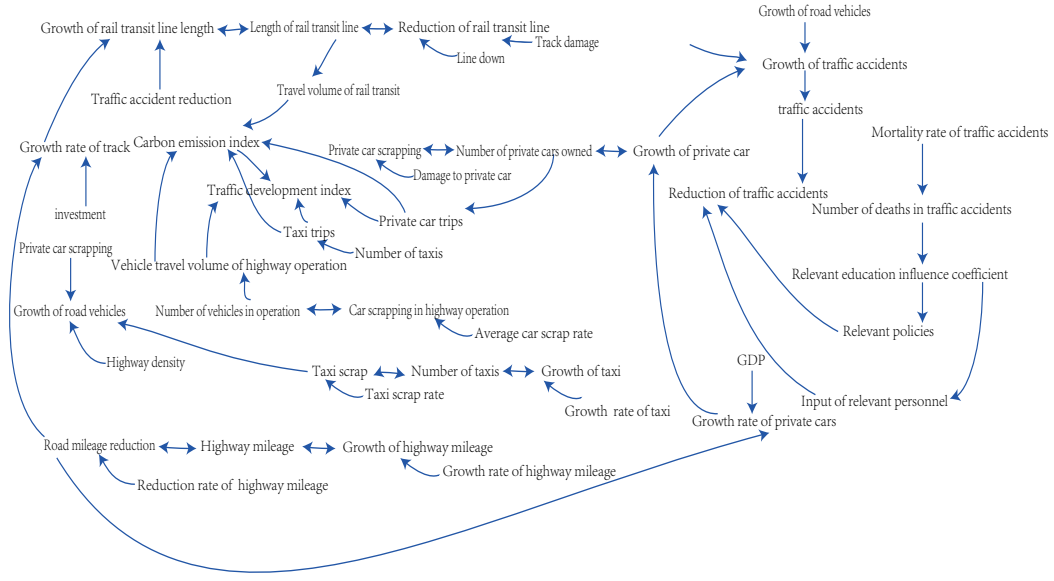 Growth of road vehicles
Growth of rail transit line length
Length of rail transit line
Reduction of rail transit line
Track damage
Line down
Growth of traffic accidents
Travel volume of rail transit
Traffic accident reduction
traffic accidents
Mortality rate of traffic accidents
Growth rate of track
Carbon emission index
Private car scrapping
Number of private cars owned
Growth of private car
Damage to private car
Traffic development index
Reduction of traffic accidents
investment
Private car trips
Number of deaths in traffic accidents
Taxi trips
Private car scrapping
Number of taxis
Vehicle travel volume of highway operation
Relevant education influence coefficient
Growth of road vehicles
Number of vehicles in operation
Car scrapping in highway operation
Average car scrap rate
Relevant policies
Highway density
GDP
Taxi scrap
Number of taxis
Growth of taxi
Taxi scrap rate
Input of relevant personnel
Growth rate of taxi
Growth rate of private cars
Road mileage reduction
Highway mileage
Growth of highway mileage
Growth rate of highway mileage
Reduction rate of highway mileage